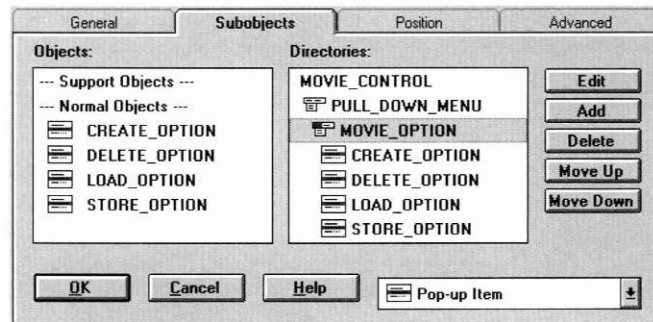 General Subobjects Position Advanced
Objects:
--- Support Objects ---
--- Normal Objects ---
CREATE_OPTION
DELETE_OPTION
LOAD_OPTION
STORE_OPTION
Directories:
MOVIE_CONTROL
PULL_DOWN_MENU
MOVIE_OPTION
CREATE_OPTION
DELETE_OPTION
LOAD_OPTION
STORE_OPTION
Edit
Add
Delete
Move Up
Move Down
OK Cancel Help Pop-up Item